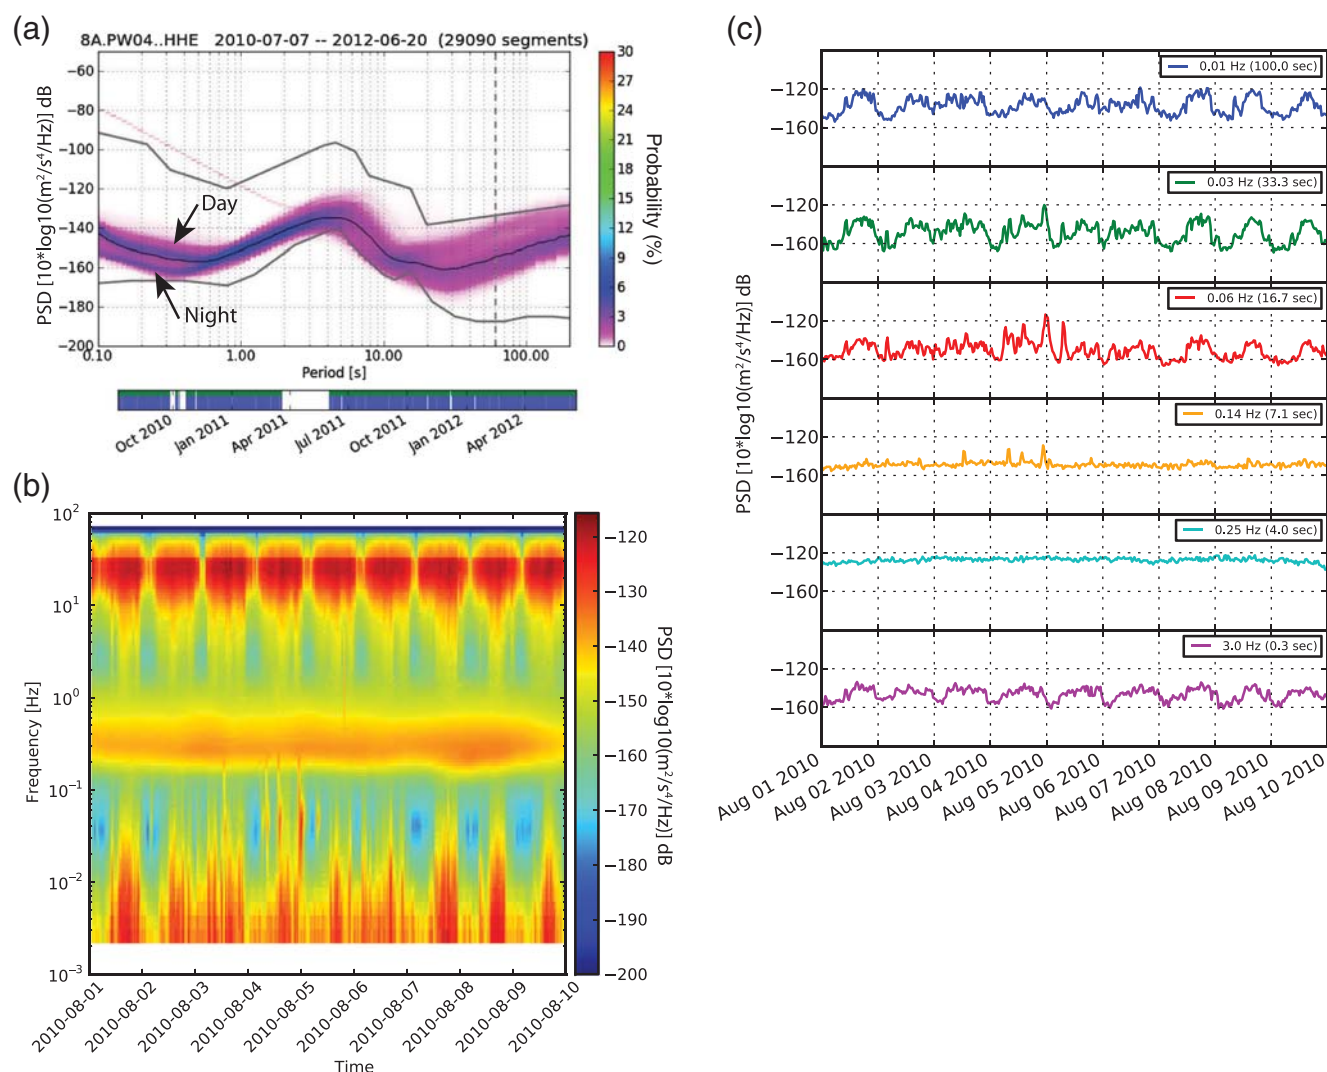 (a)
8A.PW04..HHE 2010-07-07 -- 2012-06-20 (29090 segments)
PSD [10*log10(m²/s⁴/Hz)] dB
−60
−80
−100
−120
−140
−160
−180
−200
Day
Night
0.10
1.00
10.00
100.00
Period [s]
30
27
24
21
18
15
12
9
6
3
0
Probability (%)
Oct 2010
Jan 2011
Apr 2011
Jul 2011
Oct 2011
Jan 2012
Apr 2012
(b)
Frequency [Hz]
10²
10¹
10⁰
10⁻¹
10⁻²
10⁻³
2010-08-01
2010-08-02
2010-08-03
2010-08-04
2010-08-05
2010-08-06
2010-08-07
2010-08-08
2010-08-09
2010-08-10
Time
−120
−130
−140
−150
−160
−170
−180
−190
−200
PSD [10*log10(m²/s⁴/Hz)] dB
(c)
PSD [10*log10(m²/s⁴/Hz)] dB
0.01 Hz (100.0 sec)
−120
−160
0.03 Hz (33.3 sec)
−120
−160
0.06 Hz (16.7 sec)
−120
−160
0.14 Hz (7.1 sec)
−120
−160
0.25 Hz (4.0 sec)
−120
−160
3.0 Hz (0.3 sec)
−120
−160
Aug 01 2010
Aug 02 2010
Aug 03 2010
Aug 04 2010
Aug 05 2010
Aug 06 2010
Aug 07 2010
Aug 08 2010
Aug 09 2010
Aug 10 2010